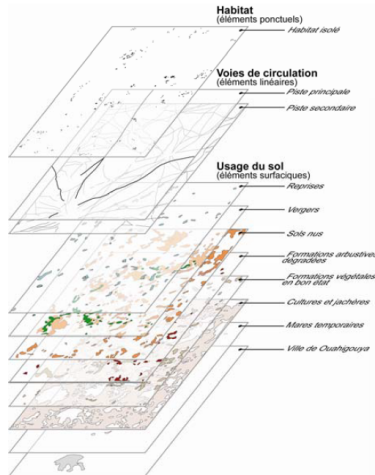 Habitat
(éléments ponctuels)
Habitat isolé
Voies de circulation
(éléments linéaires)
Piste principale
Piste secondaire
Usage du sol
(éléments surfaciques)
Reprises
Vergers
Sols nus
Formations arbustives
dégradées
Formations végétales
en bon état
Cultures et jachères
Mares temporaires
Ville de Ouahigouya